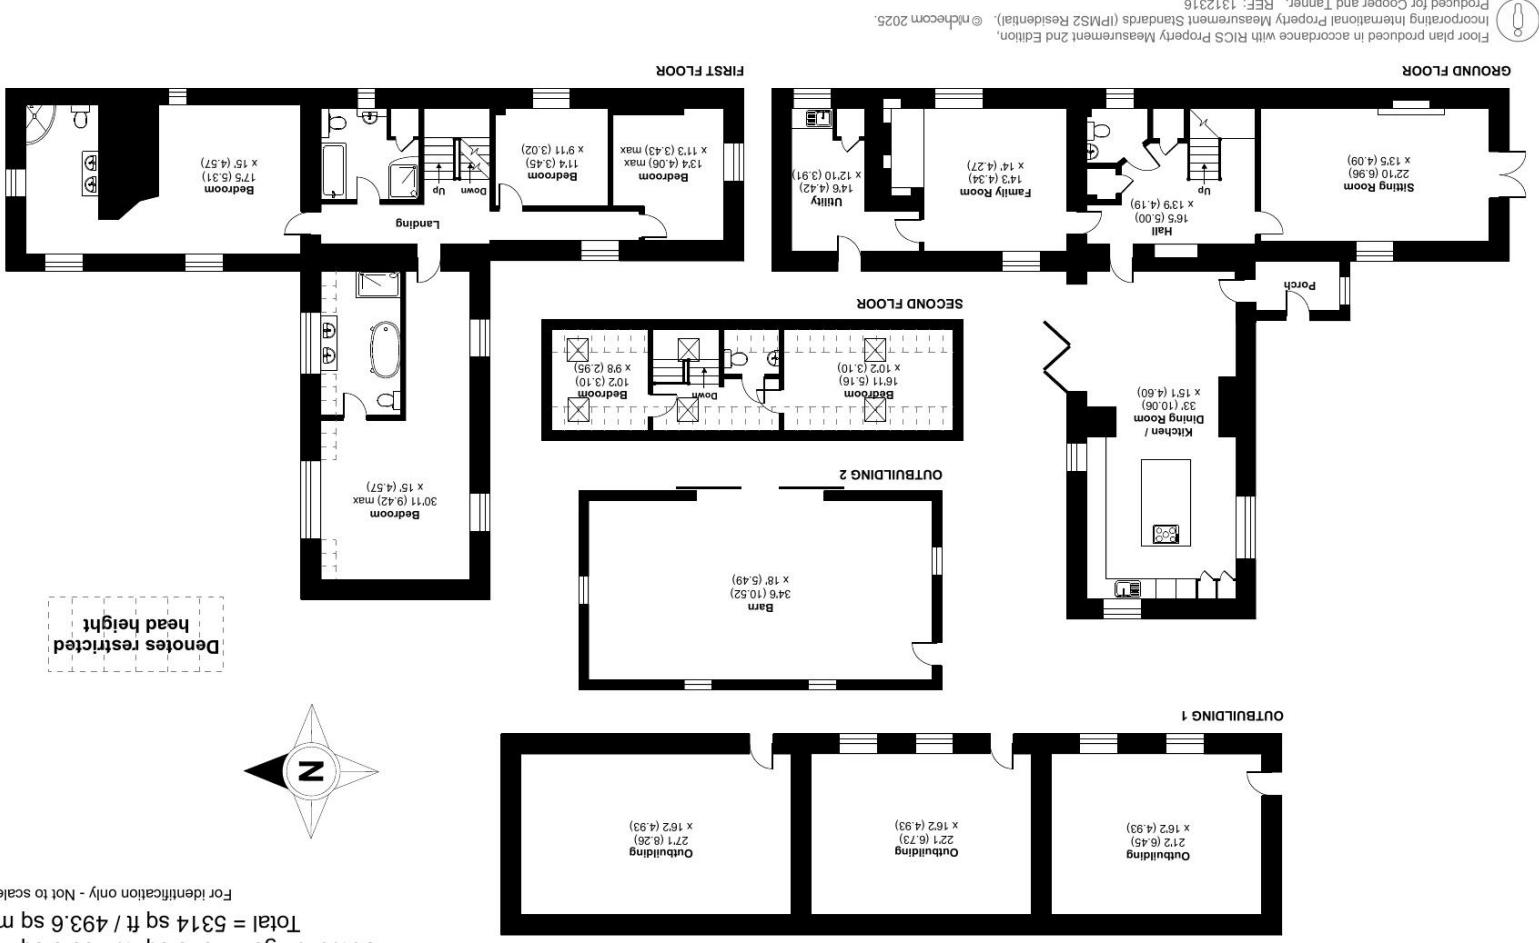 Total = 5314 sq ft / 493.6 sq m
For identification only - Not to scale
Outbuilding
21'2 (6.45)
x 16'2 (4.93)
Outbuilding
22'1 (6.73)
x 16'2 (4.93)
Outbuilding
27'1 (8.26)
x 16'2 (4.93)
N
OUTBUILDING 1
Denotes restricted
head height
Barn
34'6 (10.52)
x 18' (5.49)
OUTBUILDING 2
Kitchen /
Dining Room
33' (10.06)
x 15'1 (4.60)
Porch
Bedroom
16'11 (5.16)
x 10'2 (3.10)
Down
Bedroom
10'2 (3.10)
x 9'8 (2.95)
SECOND FLOOR
Bedroom
30'11 (9.42) max
x 15' (4.57)
Sitting Room
22'10 (6.96)
x 13'5 (4.09)
Hall
16'5 (5.00)
x 13'9 (4.19)
Up
Family Room
14'3 (4.34)
x 14' (4.27)
Utility
14'6 (4.42)
x 12'10 (3.91)
GROUND FLOOR
Bedroom
13'4 (4.06) max
x 11'3 (3.43) max
Bedroom
11'4 (3.45)
x 9'11 (3.02)
Down
Up
Landing
Bedroom
17'5 (5.31)
x 15' (4.57)
FIRST FLOOR
Floor plan produced in accordance with RICS Property Measurement 2nd Edition,
Incorporating International Property Measurement Standards (IPMS2 Residential). © nıchecom 2025.
Produced for Cooper and Tanner. REF: 1312316